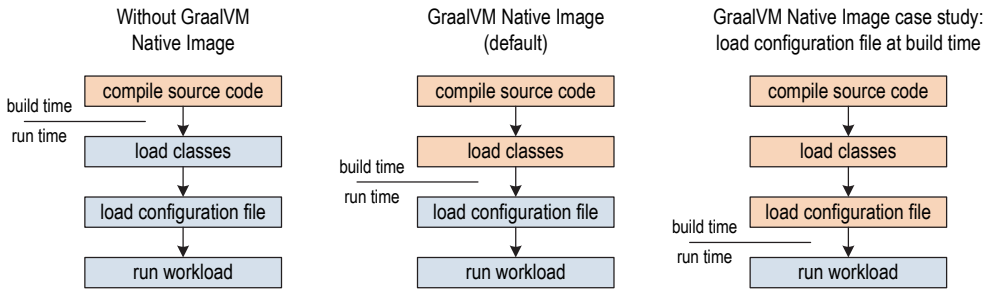 Without GraalVM
Native Image
compile source code
build time
run time
load classes
load configuration file
run workload
GraalVM Native Image
(default)
compile source code
load classes
build time
run time
load configuration file
run workload
GraalVM Native Image case study:
load configuration file at build time
compile source code
load classes
load configuration file
build time
run time
run workload